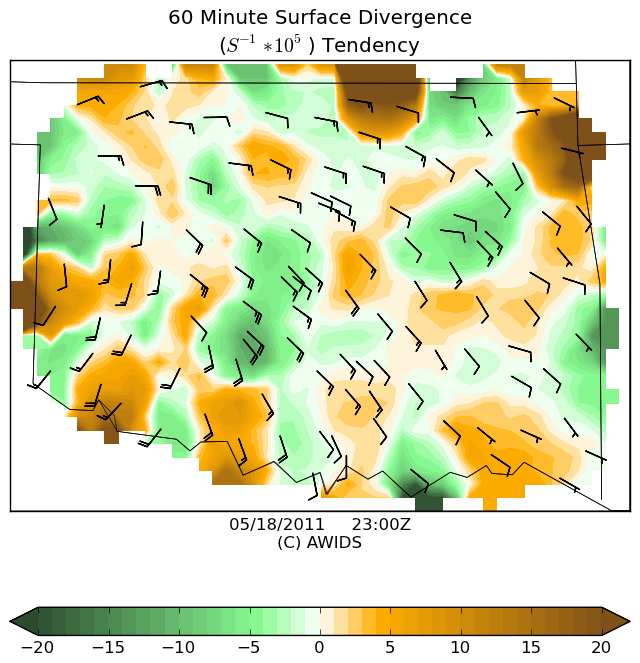 60 Minute Surface Divergence
(S⁻¹ * 10⁵ ) Tendency
05/18/2011 23:00Z
(C) AWIDS
−20 −15 −10 −5 0 5 10 15 20